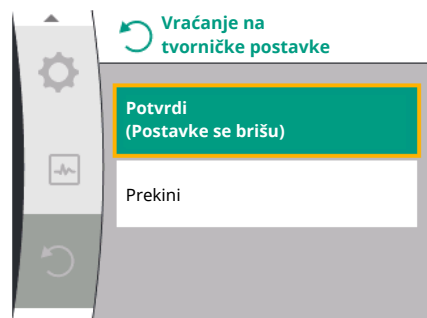 Vraćanje na
tvorničke postavke
Potvrdi
(Postavke se brišu)
Prekini